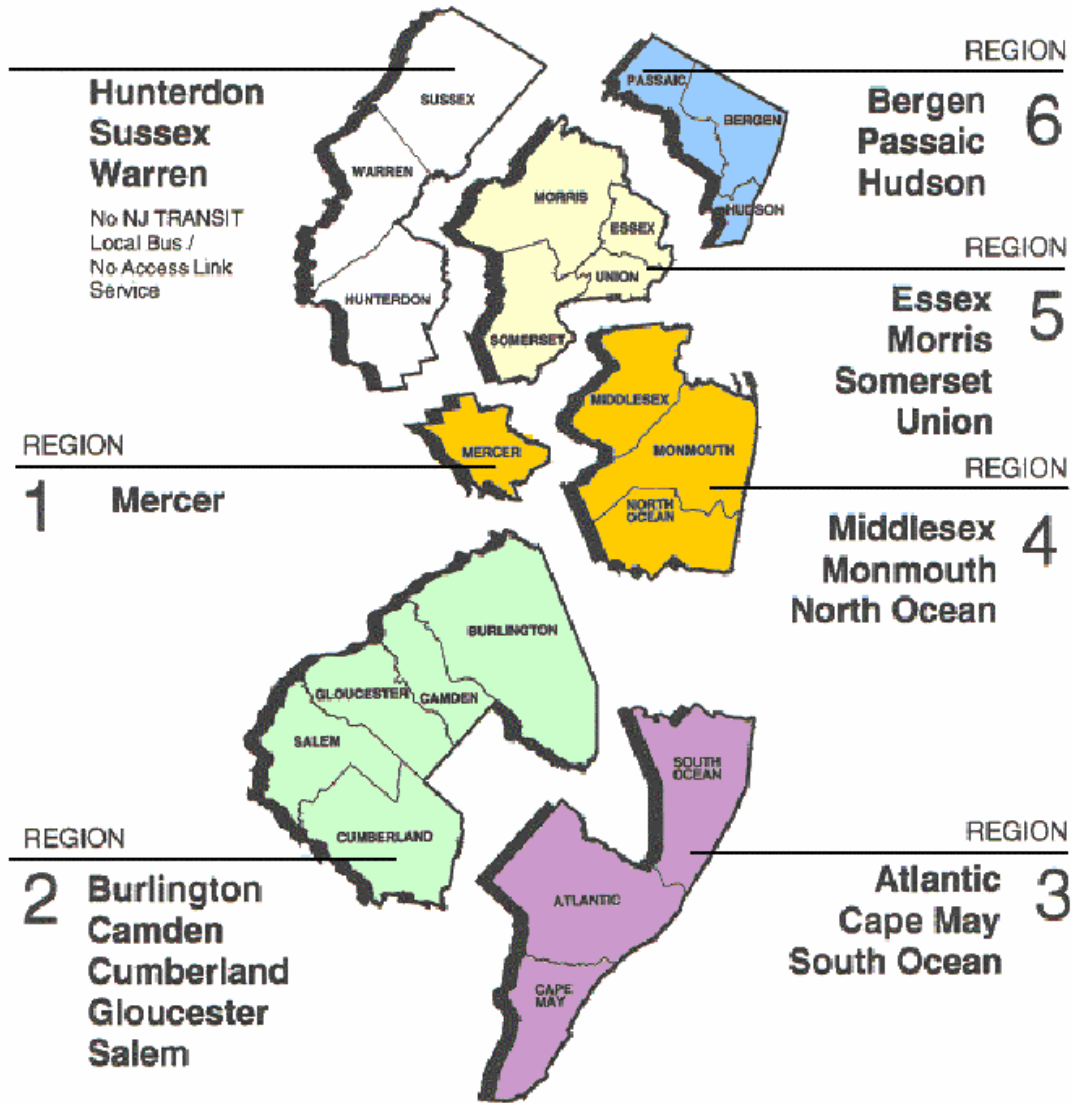 Hunterdon
Sussex
Warren
No NJ TRANSIT
Local Bus /
No Access Link
Service
SUSSEX
WARREN
HUNTERDON
REGION
6
Bergen
Passaic
Hudson
PASSAIC
BERGEN
HUDSON
MORRIS
ESSEX
UNION
SOMERSET
REGION
5
Essex
Morris
Somerset
Union
REGION
1
Mercer
MERCER
MIDDLESEX
MONMOUTH
NORTH
OCEAN
REGION
4
Middlesex
Monmouth
North Ocean
BURLINGTON
GLOUCESTER
CAMDEN
SALEM
CUMBERLAND
REGION
2
Burlington
Camden
Cumberland
Gloucester
Salem
SOUTH
OCEAN
ATLANTIC
CAPE
MAY
REGION
3
Atlantic
Cape May
South Ocean